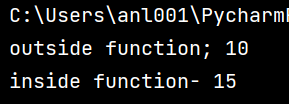 C:\Users\anl001\Pycharm
outside function; 10
inside function- 15